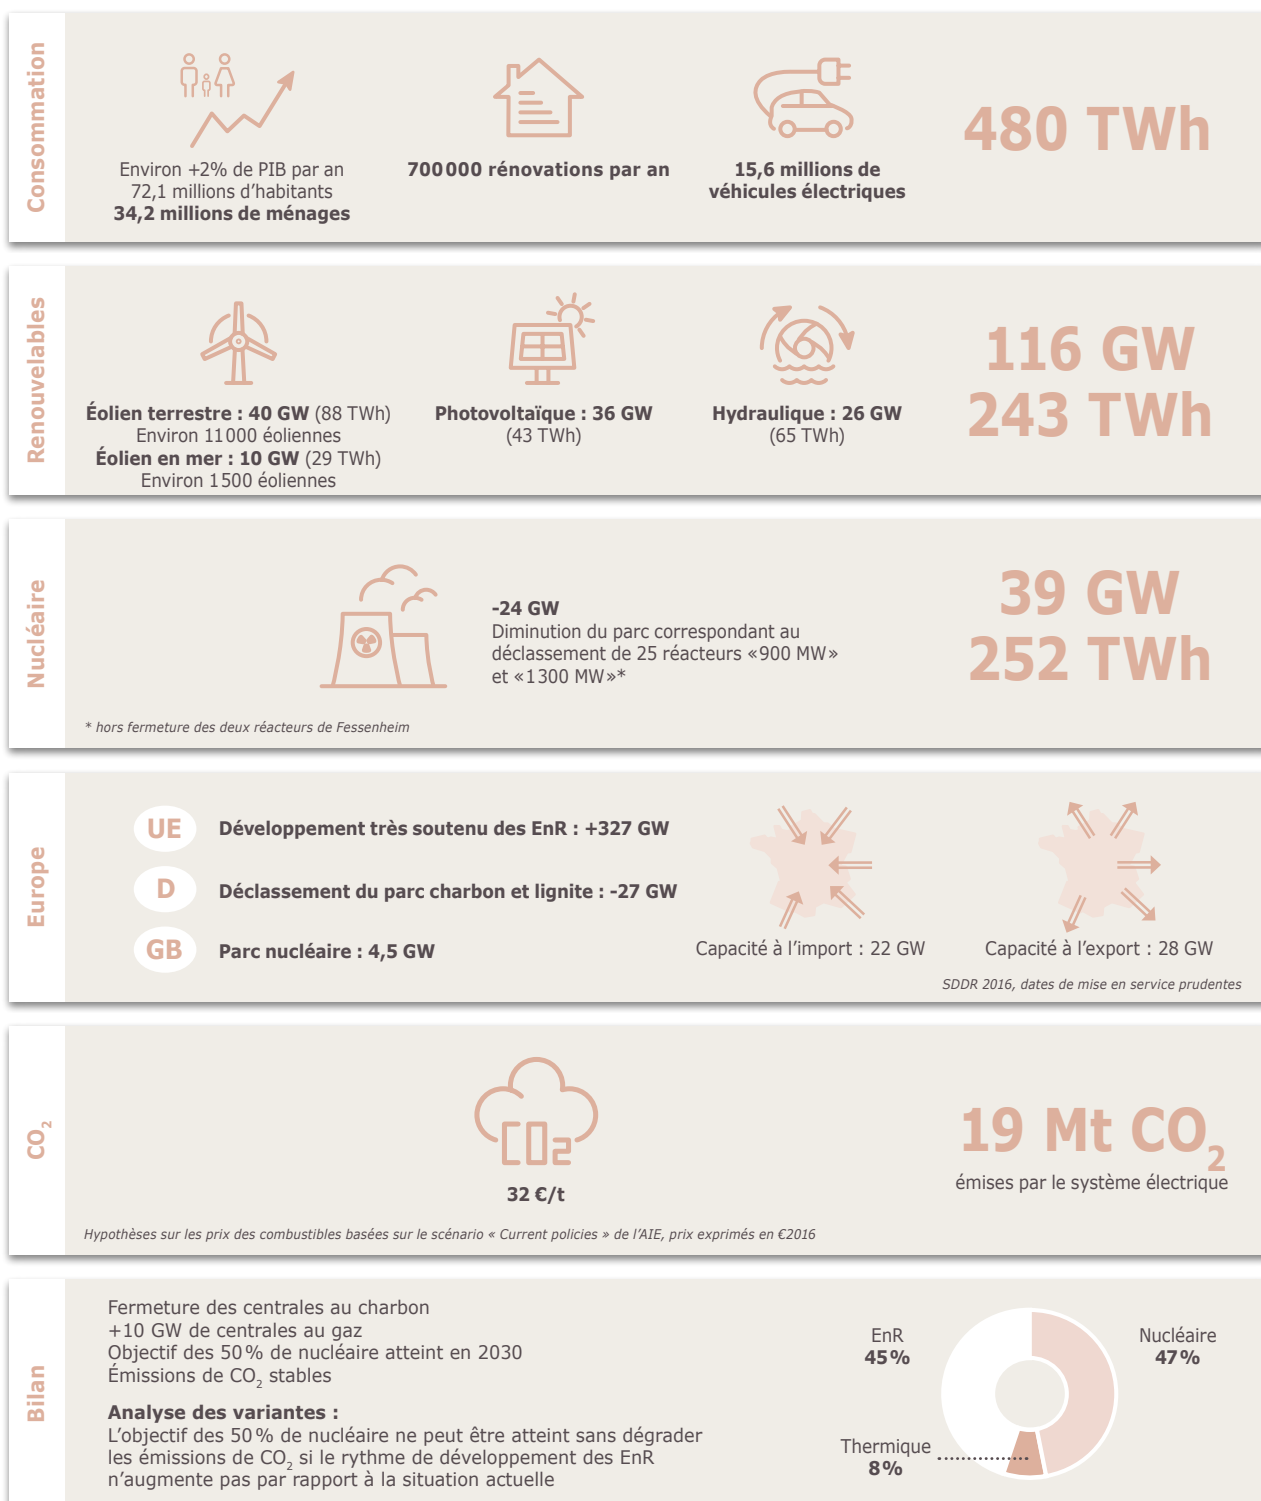 Consommation
Environ +2% de PIB par an
72,1 millions d’habitants
34,2 millions de ménages
700 000 rénovations par an
15,6 millions de
véhicules électriques
480 TWh
Renouvelables
Éolien terrestre : 40 GW (88 TWh)
Environ 11 000 éoliennes
Éolien en mer : 10 GW (29 TWh)
Environ 1 500 éoliennes
Photovoltaïque : 36 GW
(43 TWh)
Hydraulique : 26 GW
(65 TWh)
116 GW
243 TWh
Nucléaire
-24 GW
Diminution du parc correspondant au
déclassement de 25 réacteurs «900 MW»
et «1300 MW»*
39 GW
252 TWh
* hors fermeture des deux réacteurs de Fessenheim
Europe
UE
Développement très soutenu des EnR : +327 GW
D
Déclassement du parc charbon et lignite : -27 GW
GB
Parc nucléaire : 4,5 GW
Capacité à l’import : 22 GW
Capacité à l’export : 28 GW
SDDR 2016, dates de mise en service prudentes
CO₂
CO2
32 €/t
19 Mt CO₂
émises par le système électrique
Hypothèses sur les prix des combustibles basées sur le scénario « Current policies » de l’AIE, prix exprimés en €2016
Bilan
Fermeture des centrales au charbon
+10 GW de centrales au gaz
Objectif des 50 % de nucléaire atteint en 2030
Émissions de CO₂ stables
Analyse des variantes :
L’objectif des 50 % de nucléaire ne peut être atteint sans dégrader
les émissions de CO₂ si le rythme de développement des EnR
n’augmente pas par rapport à la situation actuelle
EnR
45 %
Nucléaire
47 %
Thermique
8 %